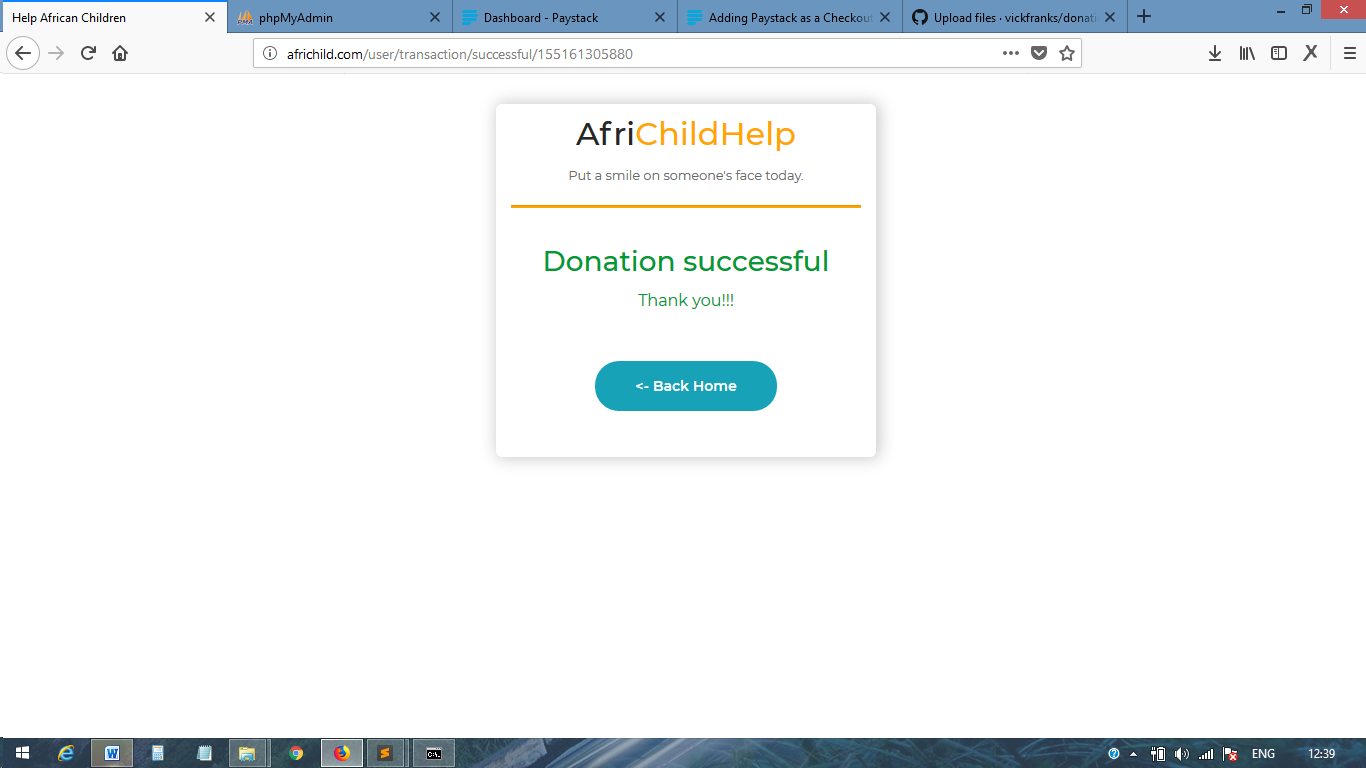 Help African Children
phpMyAdmin
Dashboard - Paystack
Adding Paystack as a Checkout
Upload files · vickfranks/donati
africhild.com/user/transaction/successful/155161305880
AfriChildHelp
Put a smile on someone's face today.
Donation successful
Thank you!!!
<- Back Home
ENG
12:39